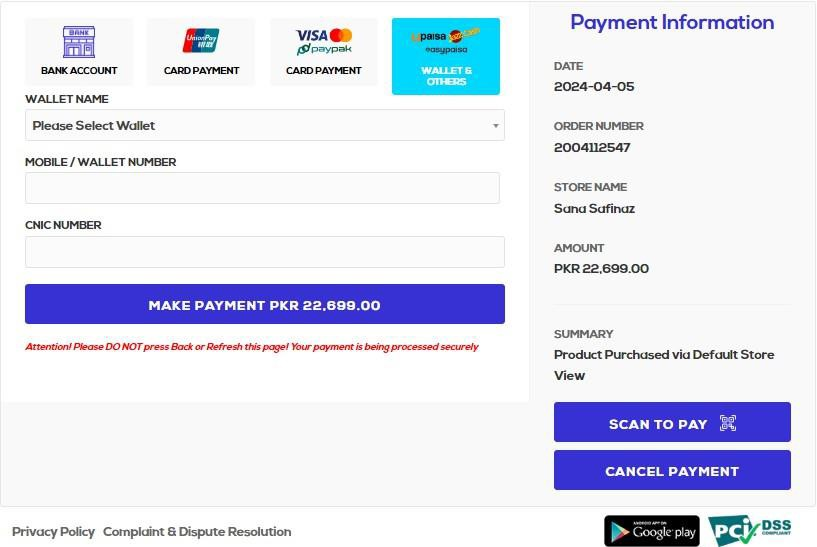 BANK
BANK ACCOUNT
UnionPay
银联
CARD PAYMENT
VISA
paypak
CARD PAYMENT
Upaisa JazzCash
easypaisa
WALLET &
OTHERS
WALLET NAME
Please Select Wallet
MOBILE / WALLET NUMBER
CNIC NUMBER
MAKE PAYMENT PKR 22,699.00
Attention! Please DO NOT press Back or Refresh this page! Your payment is being processed securely
Payment Information
DATE
2024-04-05
ORDER NUMBER
2004112547
STORE NAME
Sana Safinaz
AMOUNT
PKR 22,699.00
SUMMARY
Product Purchased via Default Store
View
SCAN TO PAY
CANCEL PAYMENT
Privacy Policy Complaint & Dispute Resolution
ANDROID APP ON
Google play
PCI DSS
COMPLIANT